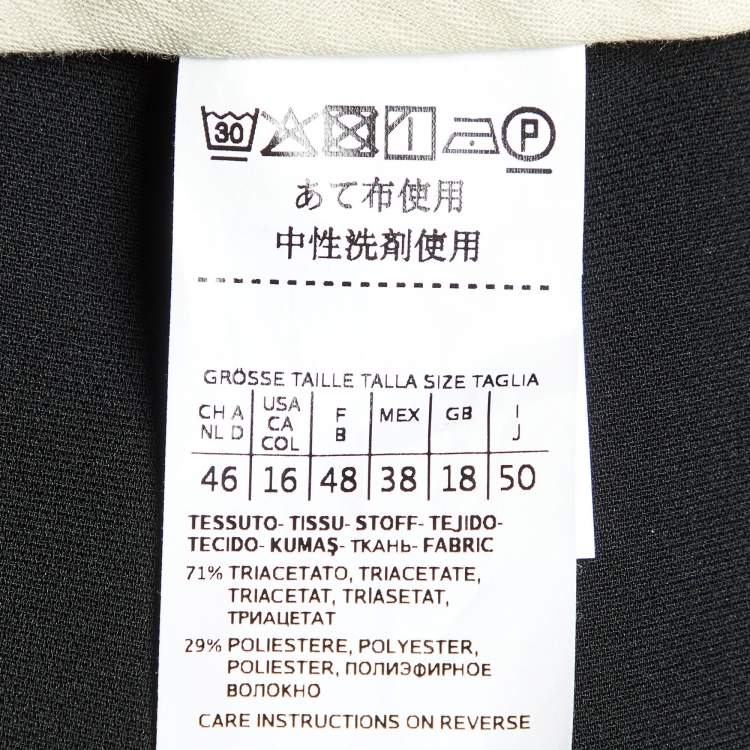 30 P
あて布使用
中性洗剤使用
GRÖSSE TAILLE TALLA SIZE TAGLIA
CH A NL D USA CA COL F B MEX GB I J
46 16 48 38 18 50
TESSUTO- TISSU- STOFF- TEJIDO-
TECIDO- KUMAŞ- ТКАНЬ- FABRIC
71% TRIACETATO, TRIACETATE,
TRIACETAT, TRİASETAT,
ТРИАЦЕТАТ
29% POLIESTERE, POLYESTER,
POLIESTER, ПОЛИЭФИРНОЕ
ВОЛОКНО
CARE INSTRUCTIONS ON REVERSE